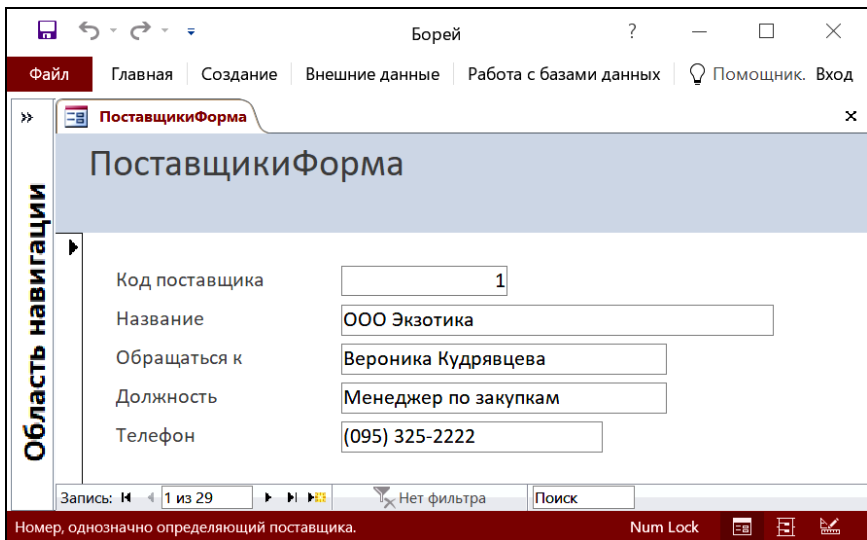 Борей ?
Файл Главная Создание Внешние данные Работа с базами данных Помощник. Вход
» ПоставщикиФорма x
Область навигации
ПоставщикиФорма
Код поставщика 1
Название ООО Экзотика
Обращаться к Вероника Кудрявцева
Должность Менеджер по закупкам
Телефон (095) 325-2222
Запись: 1 из 29 Нет фильтра Поиск
Номер, однозначно определяющий поставщика. Num Lock